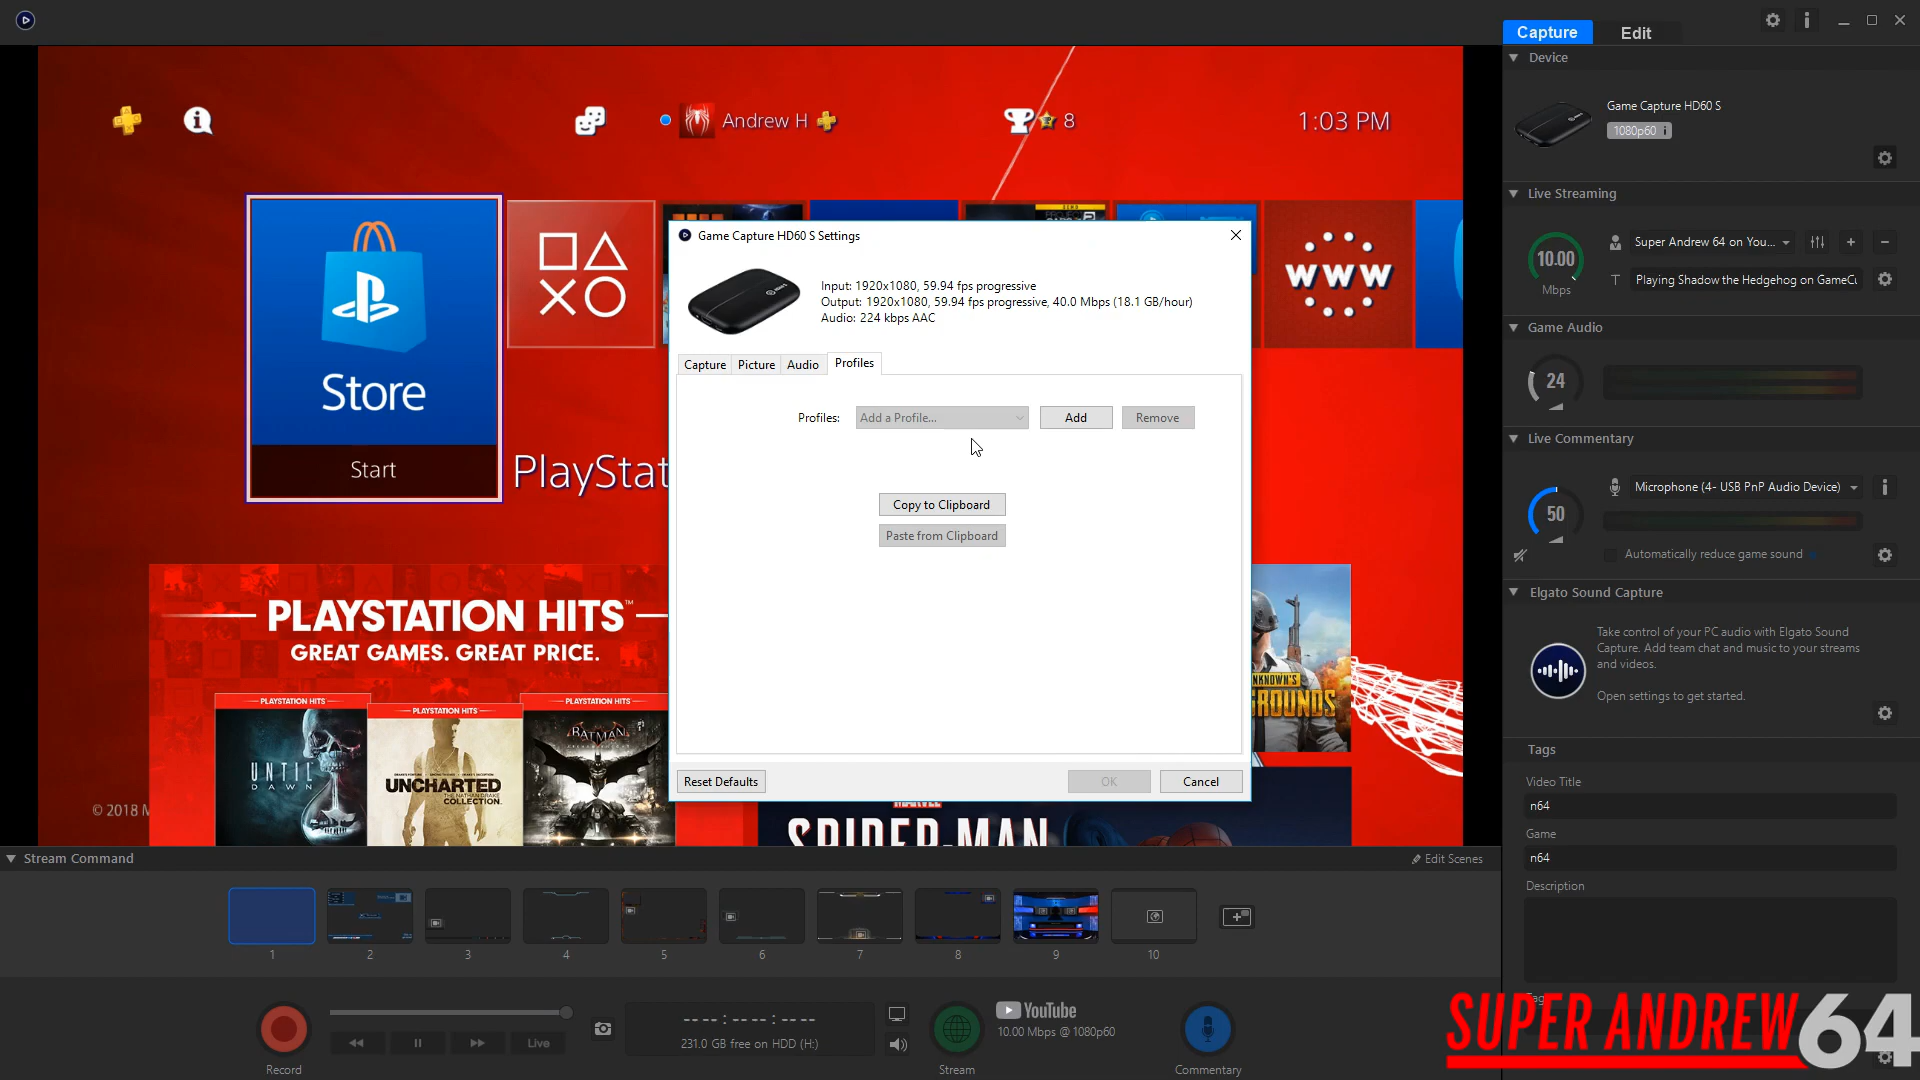 Capture
Edit
Device
Game Capture HD60 S
1080p60
Live Streaming
10.00
Mbps
Super Andrew 64 on You...
T
Playing Shadow the Hedgehog on GameCu
Game Audio
24
Live Commentary
Microphone (4- USB PnP Audio Device)
50
Automatically reduce game sound
Elgato Sound Capture
Take control of your PC audio with Elgato Sound
Capture. Add team chat and music to your streams
and videos.
Open settings to get started.
Tags
Video Title
n64
Game
n64
Description
Andrew H
8
1:03 PM
Store
Start
PlayStat
WWW
Game Capture HD60 S Settings
Input: 1920x1080, 59.94 fps progressive
Output: 1920x1080, 59.94 fps progressive, 40.0 Mbps (18.1 GB/hour)
Audio: 224 kbps AAC
Capture
Picture
Audio
Profiles
Profiles:
Add a Profile...
Add
Remove
Copy to Clipboard
Paste from Clipboard
Reset Defaults
OK
Cancel
PLAYSTATION HITS™
GREAT GAMES. GREAT PRICE.
PLAYSTATION HITS
PLAYSTATION HITS
PLAYSTATION HITS
UNTIL
DAWN
UNCHARTED
COLLECTION
BATMAN
© 2018 M
SPIDER-MAN
Stream Command
Edit Scenes
1
2
3
4
5
6
7
8
9
10
Record
Live
-- -- : -- -- : -- --
231.0 GB free on HDD (H:)
Stream
YouTube
10.00 Mbps @ 1080p60
Commentary
SUPER ANDREW 64